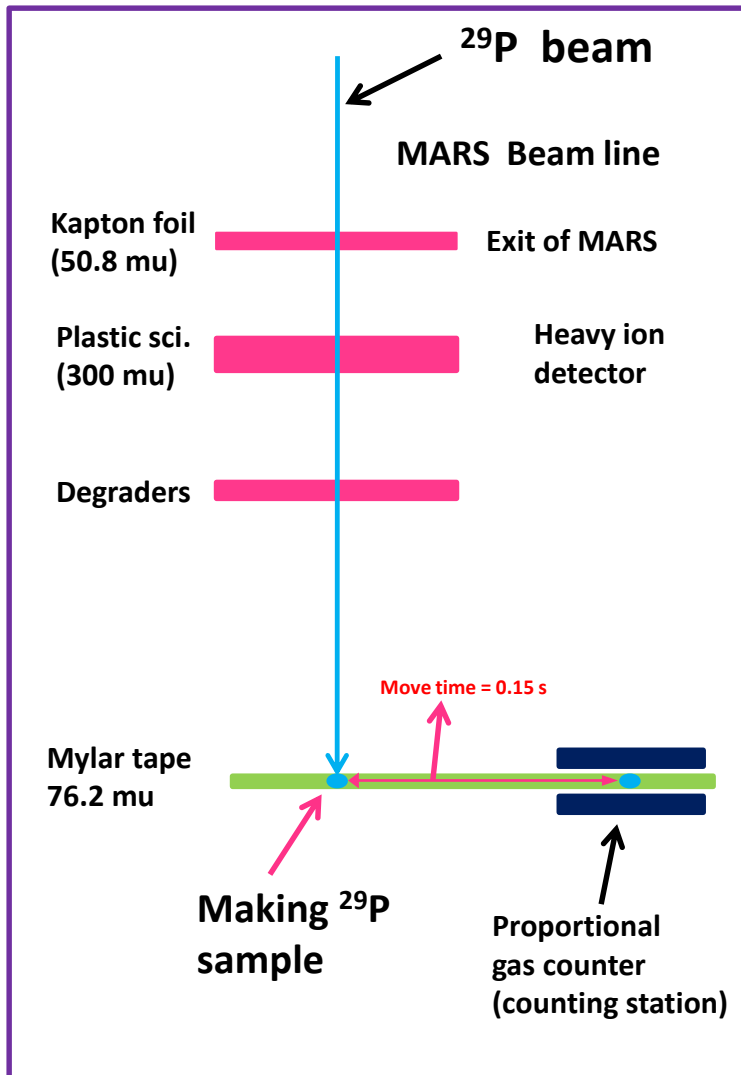 ²⁹P beam
MARS Beam line
Kapton foil
(50.8 mu)
Exit of MARS
Plastic sci.
(300 mu)
Heavy ion
detector
Degraders
Move time = 0.15 s
Mylar tape
76.2 mu
Making ²⁹P
sample
Proportional
gas counter
(counting station)